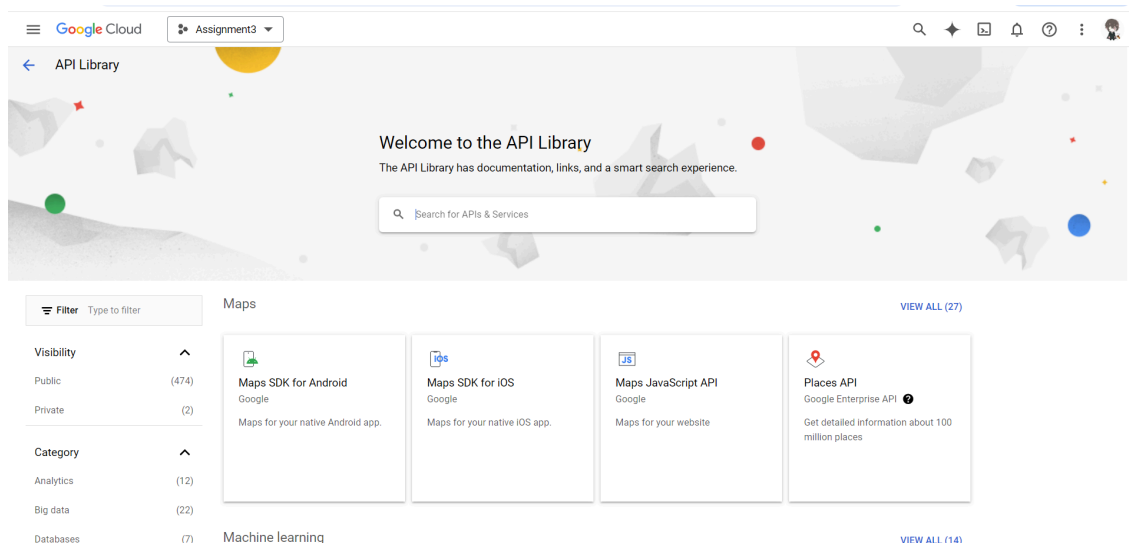 Google Cloud
Assignment3
API Library
Welcome to the API Library
The API Library has documentation, links, and a smart search experience.
Search for APIs & Services
Filter Type to filter
Visibility
Public (474)
Private (2)
Category
Analytics (12)
Big data (22)
Databases (7)
Maps
VIEW ALL (27)
Maps SDK for Android
Google
Maps for your native Android app.
iOS
Maps SDK for iOS
Google
Maps for your native iOS app.
JS
Maps JavaScript API
Google
Maps for your website
Places API
Google Enterprise API
Get detailed information about 100
million places
Machine learning
VIEW ALL (14)